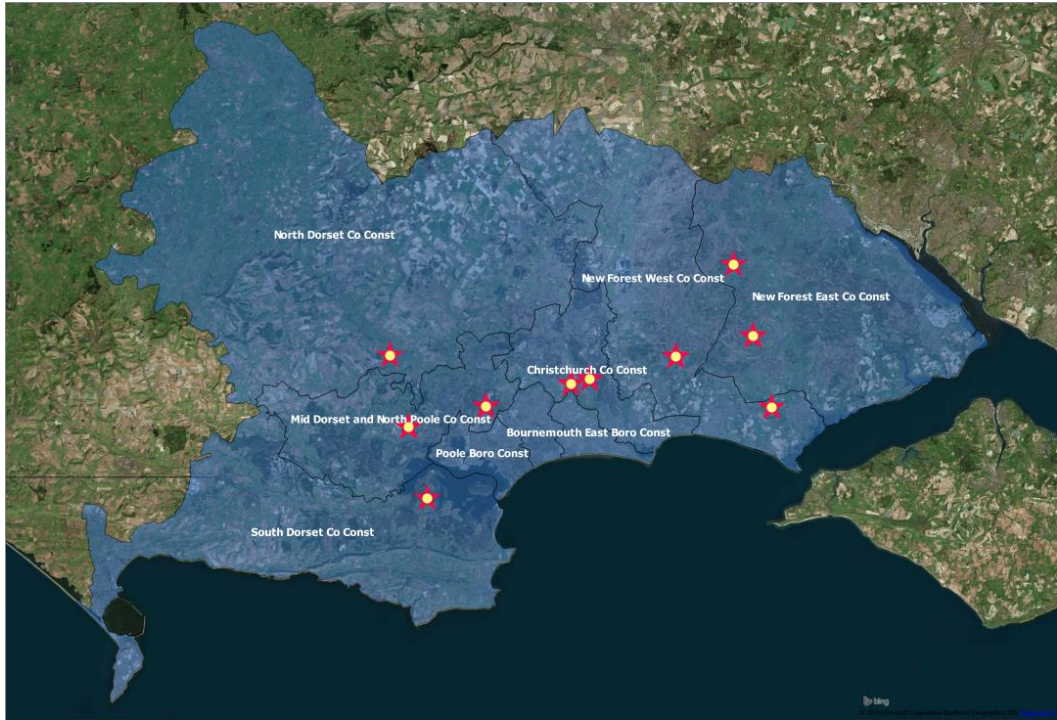 North Dorset Co Const
New Forest West Co Const
New Forest East Co Const
Christchurch Co Const
Mid Dorset and North Poole Co Const
Bournemouth East Boro Const
Poole Boro Const
South Dorset Co Const
bing